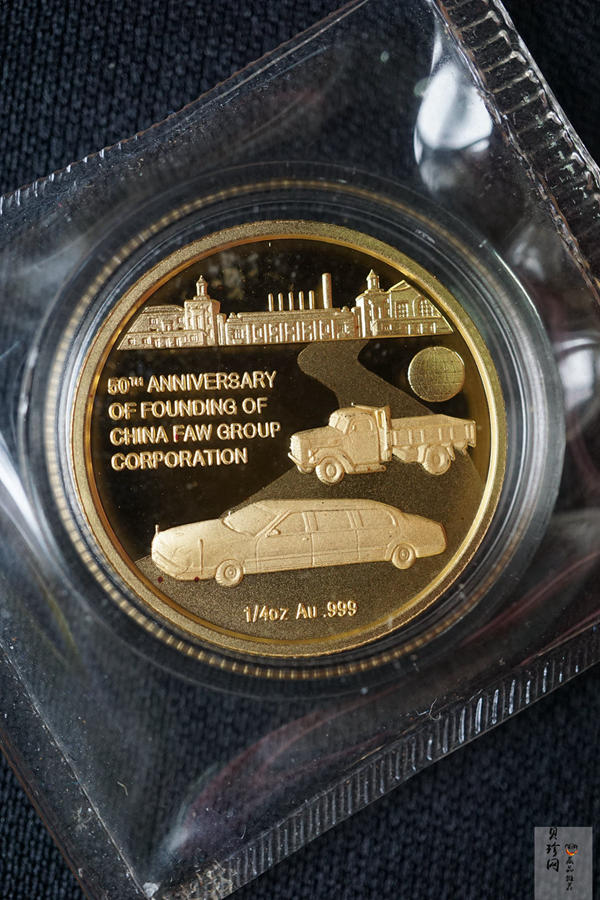 50TH ANNIVERSARY
OF FOUNDING OF
CHINA FAW GROUP
CORPORATION
1/4oz Au .999
贝珍网